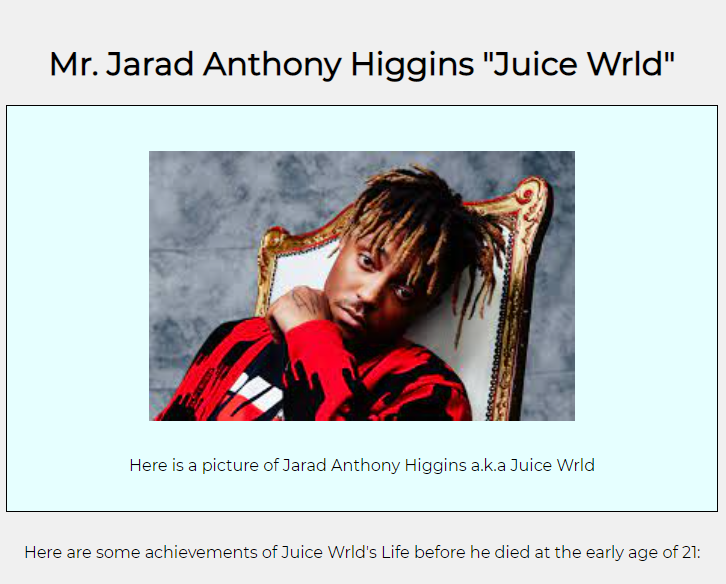 Mr. Jarad Anthony Higgins "Juice Wrld"
Here is a picture of Jarad Anthony Higgins a.k.a Juice Wrld
Here are some achievements of Juice Wrld's Life before he died at the early age of 21: